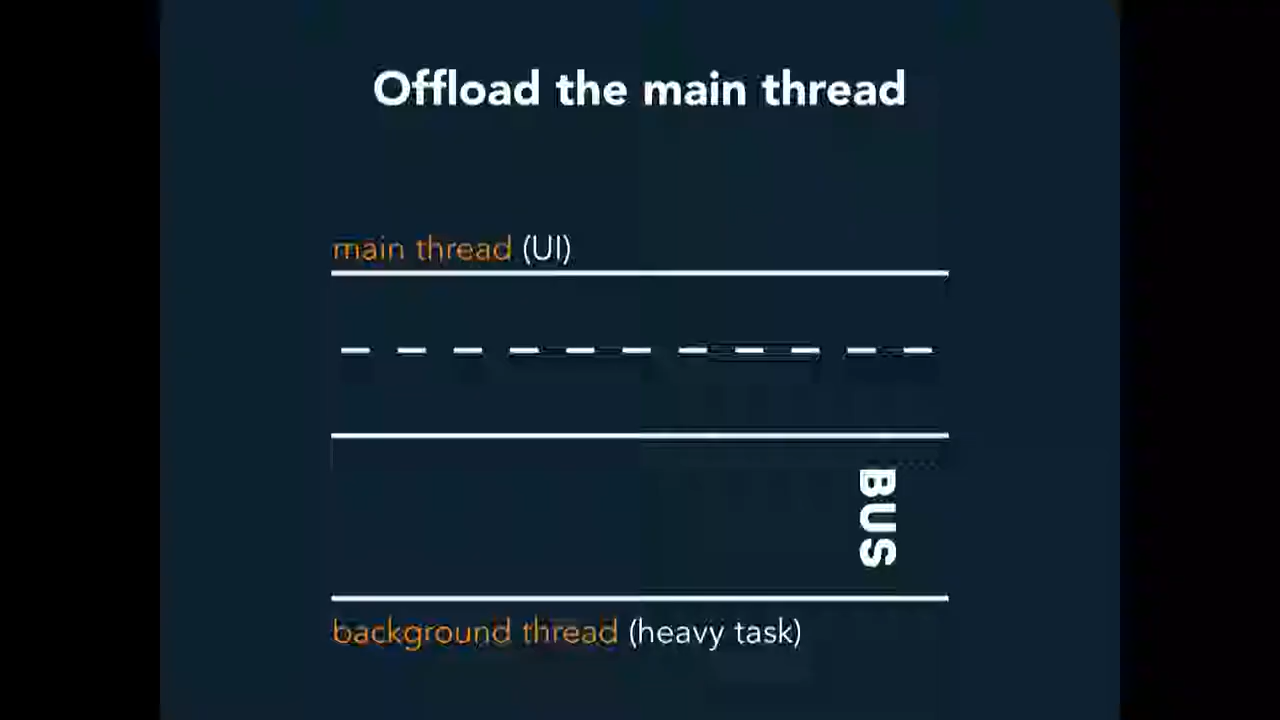 Offload the main thread
main thread (UI)
BUS
background thread (heavy task)